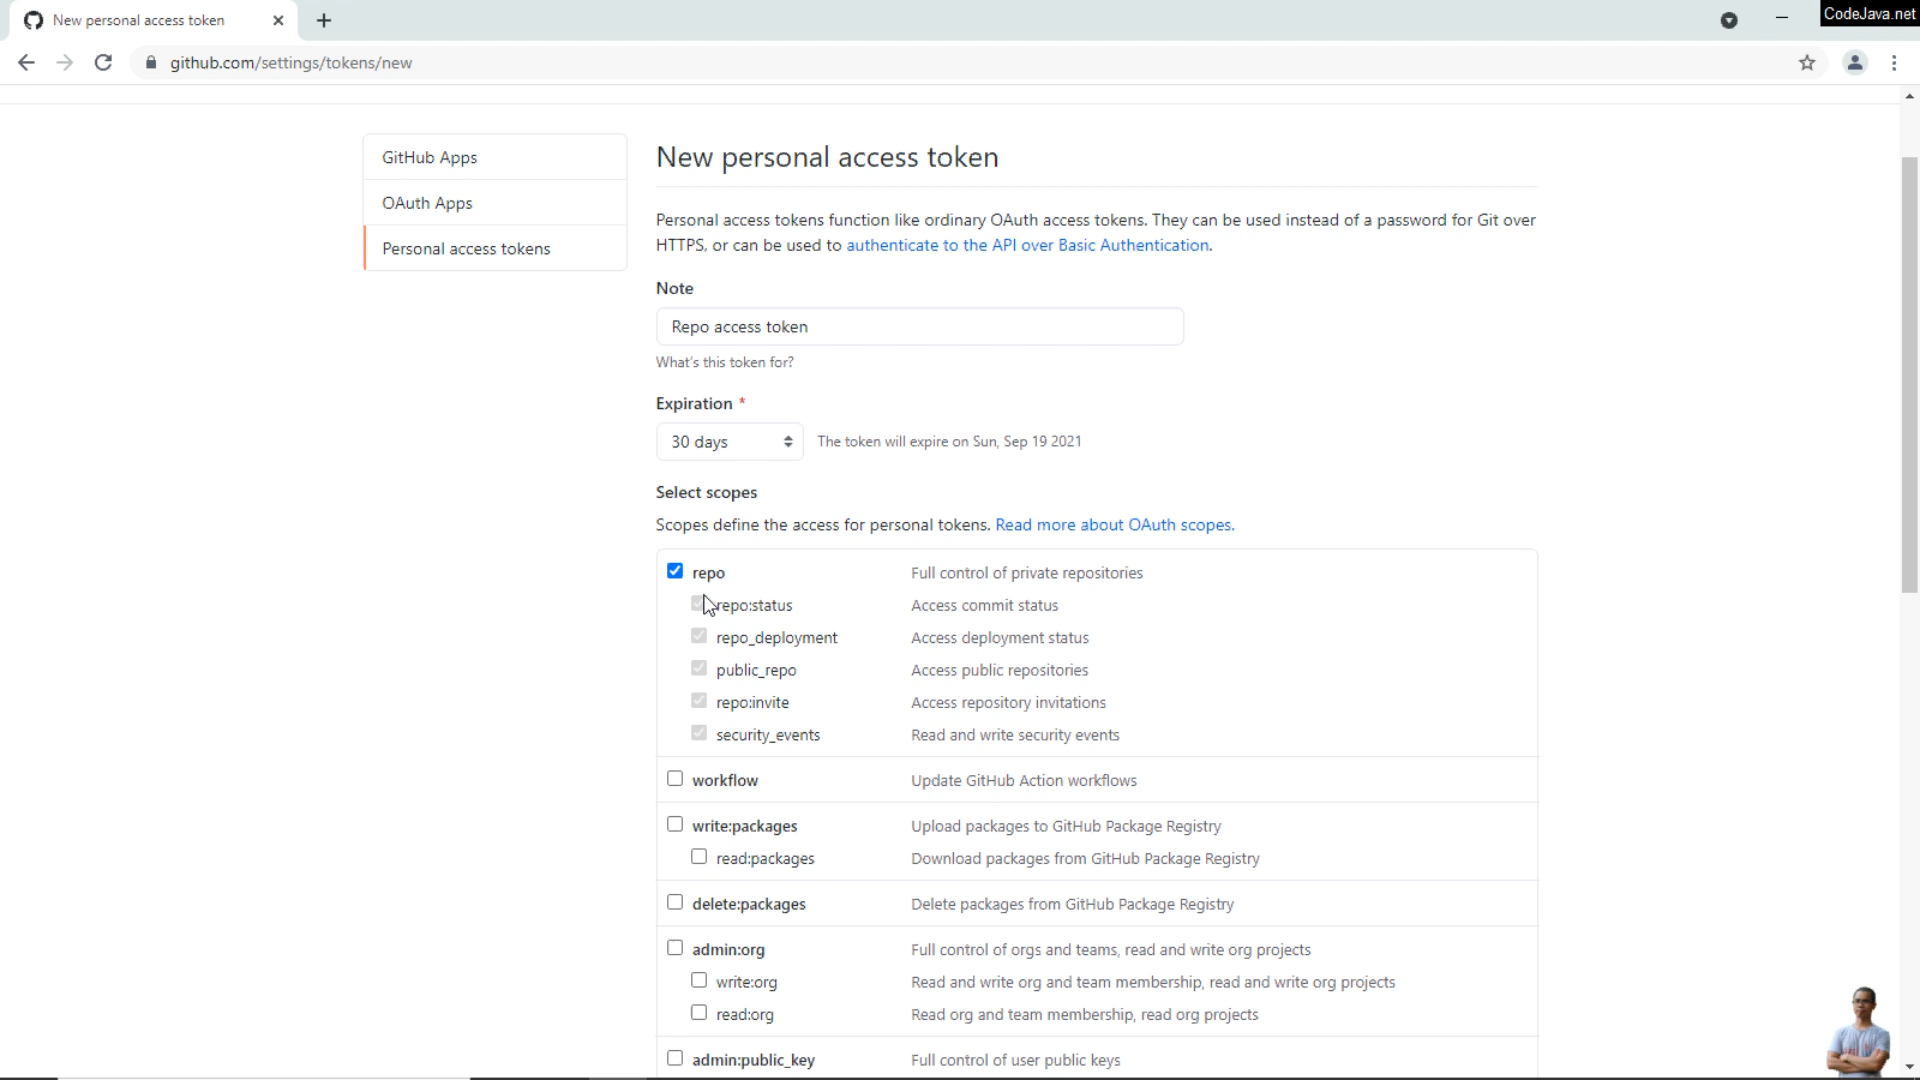 New personal access token
CodeJava.net
github.com/settings/tokens/new
GitHub Apps
OAuth Apps
Personal access tokens
New personal access token
Personal access tokens function like ordinary OAuth access tokens. They can be used instead of a password for Git over
HTTPS, or can be used to authenticate to the API over Basic Authentication.
Note
Repo access token
What's this token for?
Expiration *
30 days The token will expire on Sun, Sep 19 2021
Select scopes
Scopes define the access for personal tokens. Read more about OAuth scopes.
repo Full control of private repositories
repo:status Access commit status
repo_deployment Access deployment status
public_repo Access public repositories
repo:invite Access repository invitations
security_events Read and write security events
workflow Update GitHub Action workflows
write:packages Upload packages to GitHub Package Registry
read:packages Download packages from GitHub Package Registry
delete:packages Delete packages from GitHub Package Registry
admin:org Full control of orgs and teams, read and write org projects
write:org Read and write org and team membership, read and write org projects
read:org Read org and team membership, read org projects
admin:public_key Full control of user public keys